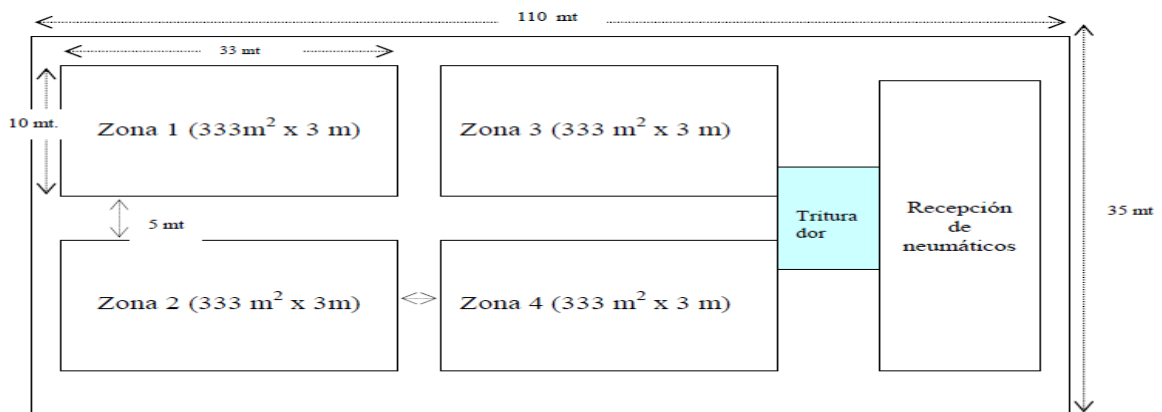 110 mt
33 mt
10 mt.
Zona 1 (333m² x 3 m)
Zona 3 (333 m² x 3 m)
5 mt
Tritura
dor
Recepción
de
neumáticos
35 mt
Zona 2 (333 m² x 3m)
Zona 4 (333 m² x 3 m)